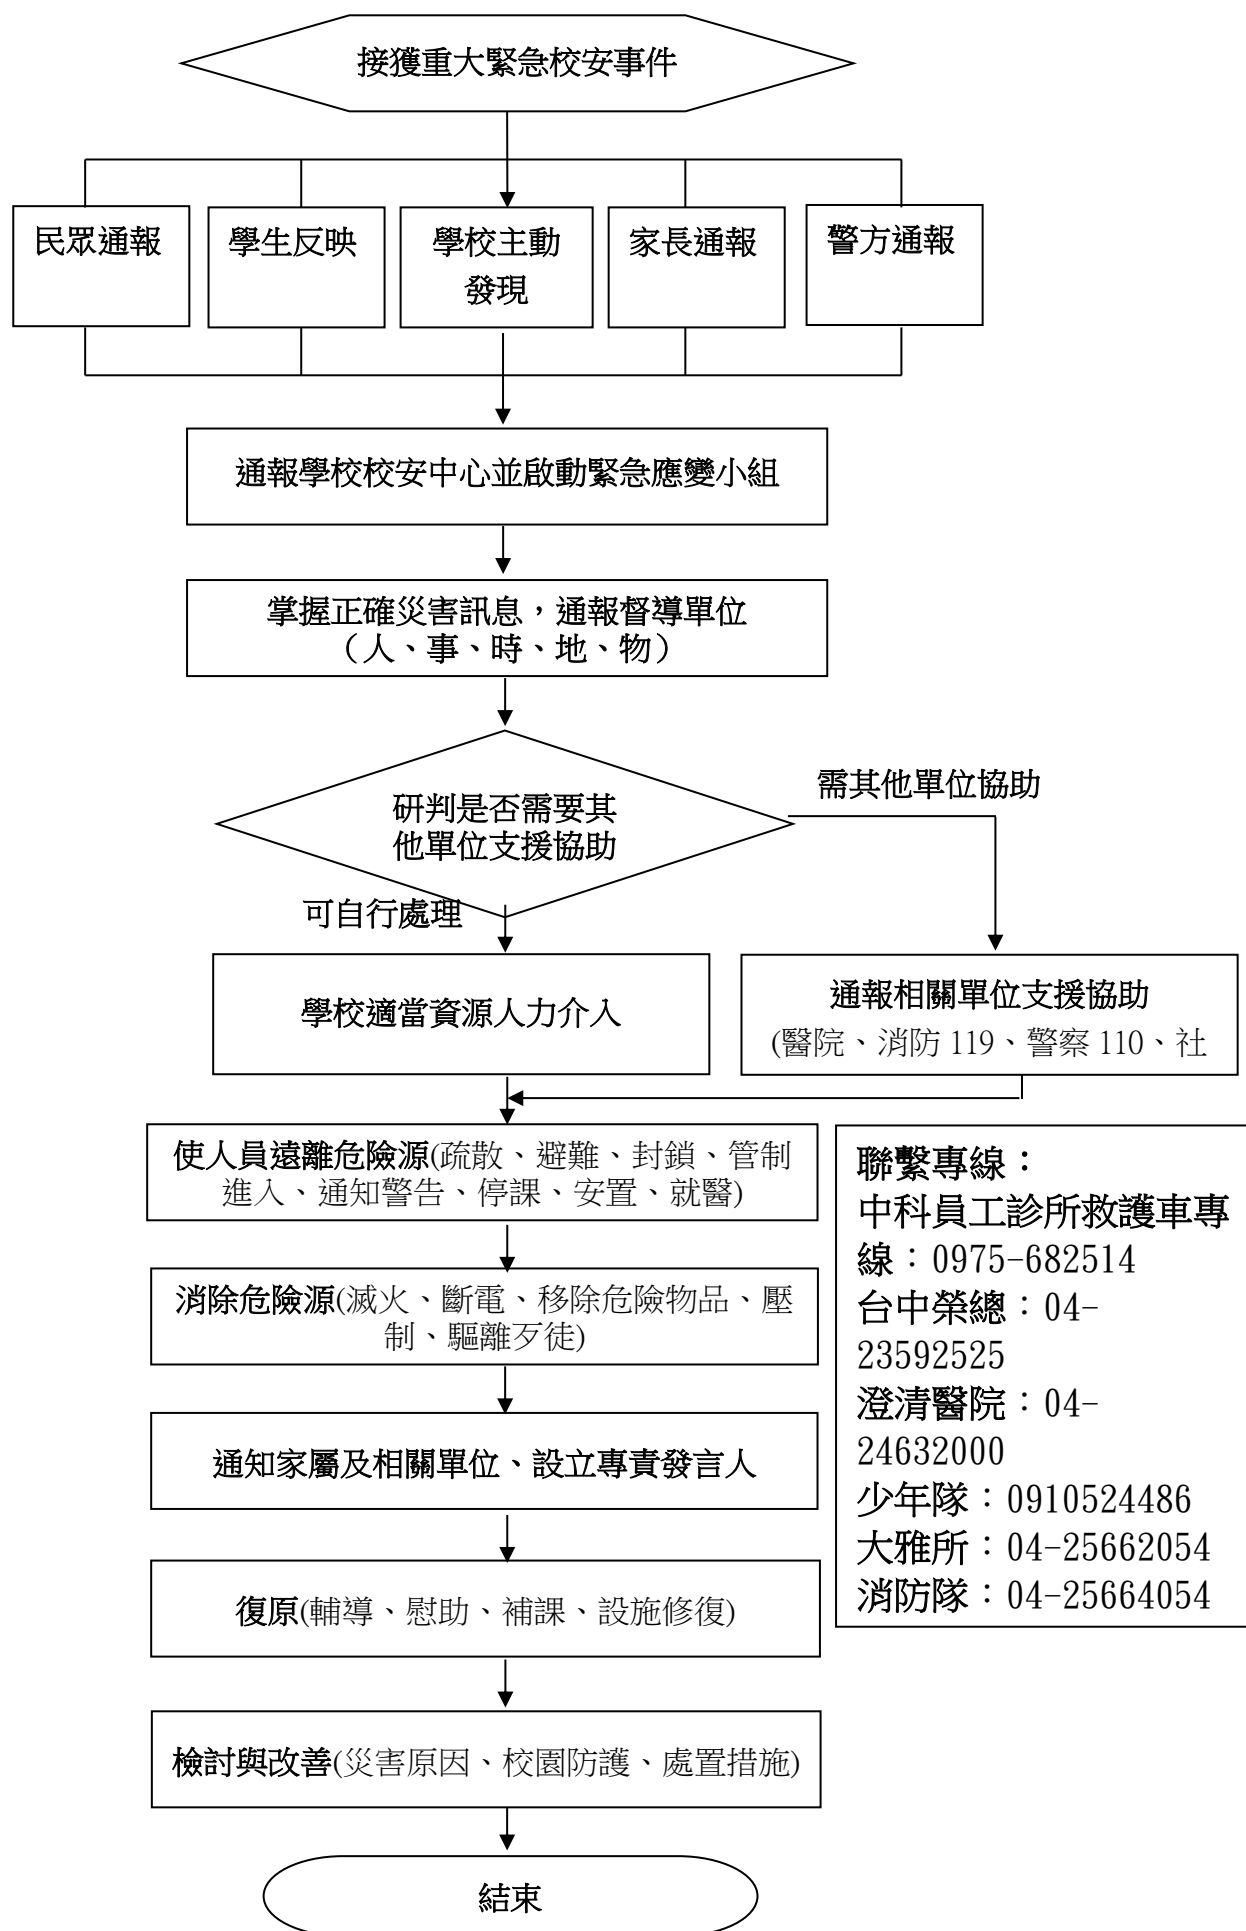 接獲重大緊急校安事件
民眾通報
學生反映
學校主動
發現
家長通報
警方通報
通報學校校安中心並啟動緊急應變小組
掌握正確災害訊息，通報督導單位
（人、事、時、地、物）
研判是否需要其
他單位支援協助
需其他單位協助
可自行處理
學校適當資源人力介入
通報相關單位支援協助
(醫院、消防 119、警察 110、社
使人員遠離危險源(疏散、避難、封鎖、管制
進入、通知警告、停課、安置、就醫)
消除危險源(滅火、斷電、移除危險物品、壓
制、驅離歹徒)
通知家屬及相關單位、設立專責發言人
復原(輔導、慰助、補課、設施修復)
檢討與改善(災害原因、校園防護、處置措施)
結束
聯繫專線：
中科員工診所救護車專
線：0975-682514
台中榮總：04-
23592525
澄清醫院：04-
24632000
少年隊：0910524486
大雅所：04-25662054
消防隊：04-25664054